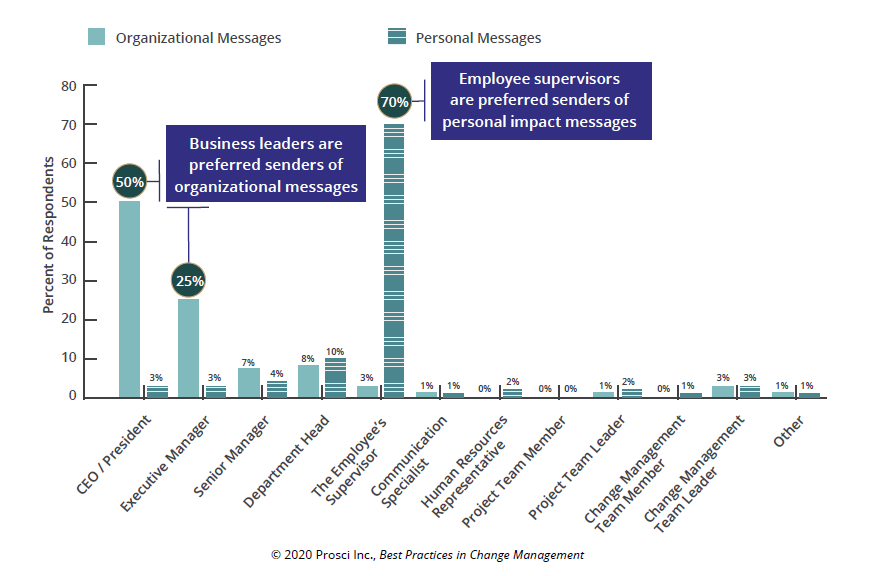 Organizational Messages
Personal Messages
Percent of Respondents
80
70
60
50
40
30
20
10
0
Business leaders are
preferred senders of
organizational messages
Employee supervisors
are preferred senders of
personal impact messages
50%
3%
25%
3%
7%
4%
8%
10%
3%
70%
1%
1%
0%
2%
0%
0%
1%
2%
0%
1%
3%
3%
1%
1%
CEO / President
Executive Manager
Senior Manager
Department Head
The Employee's
Supervisor
Communication
Specialist
Human Resources
Representative
Project Team Member
Project Team Leader
Change Management
Team Member
Change Management
Team Leader
Other
© 2020 Prosci Inc., Best Practices in Change Management